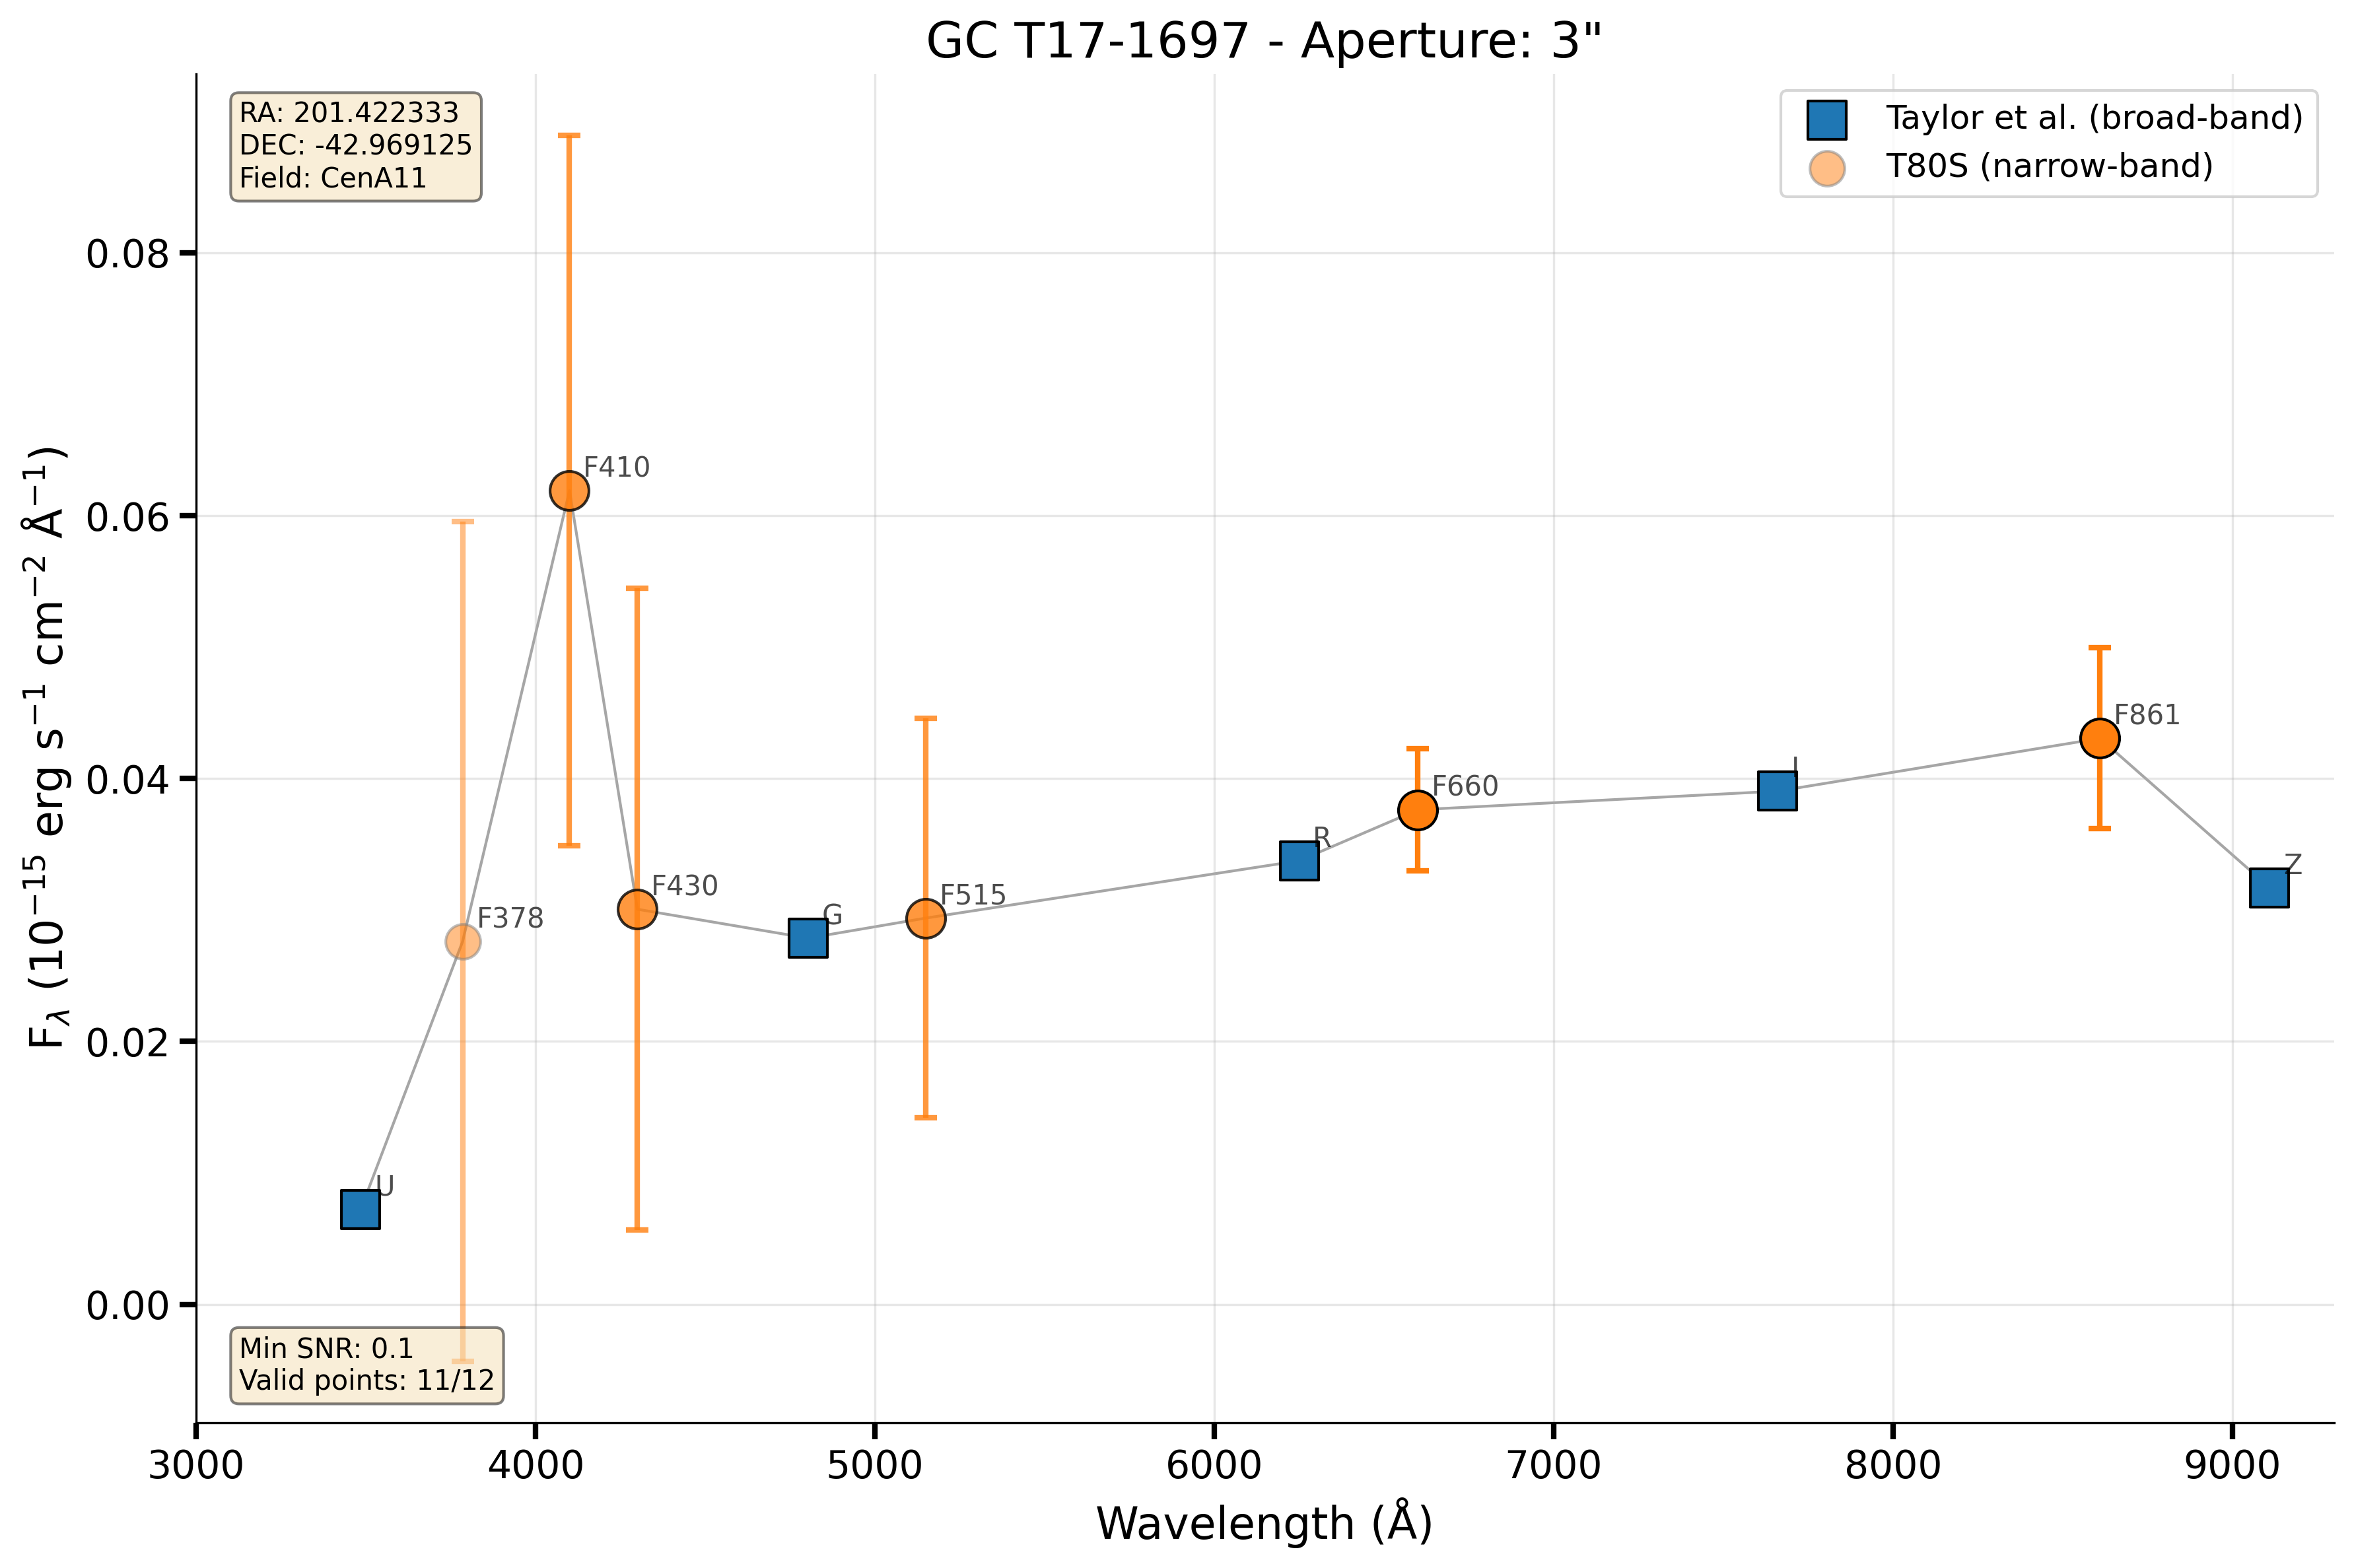 GC T17-1697 - Aperture: 3"
RA: 201.422333
DEC: -42.969125
Field: CenA11
Taylor et al. (broad-band)
T80S (narrow-band)
F410
F378
F430
G
F515
R
F660
I
F861
Z
U
0.08
0.06
0.04
0.02
0.00
F_λ (10⁻¹⁵ erg s⁻¹ cm⁻² Å⁻¹)
Min SNR: 0.1
Valid points: 11/12
3000 4000 5000 6000 7000 8000 9000
Wavelength (Å)